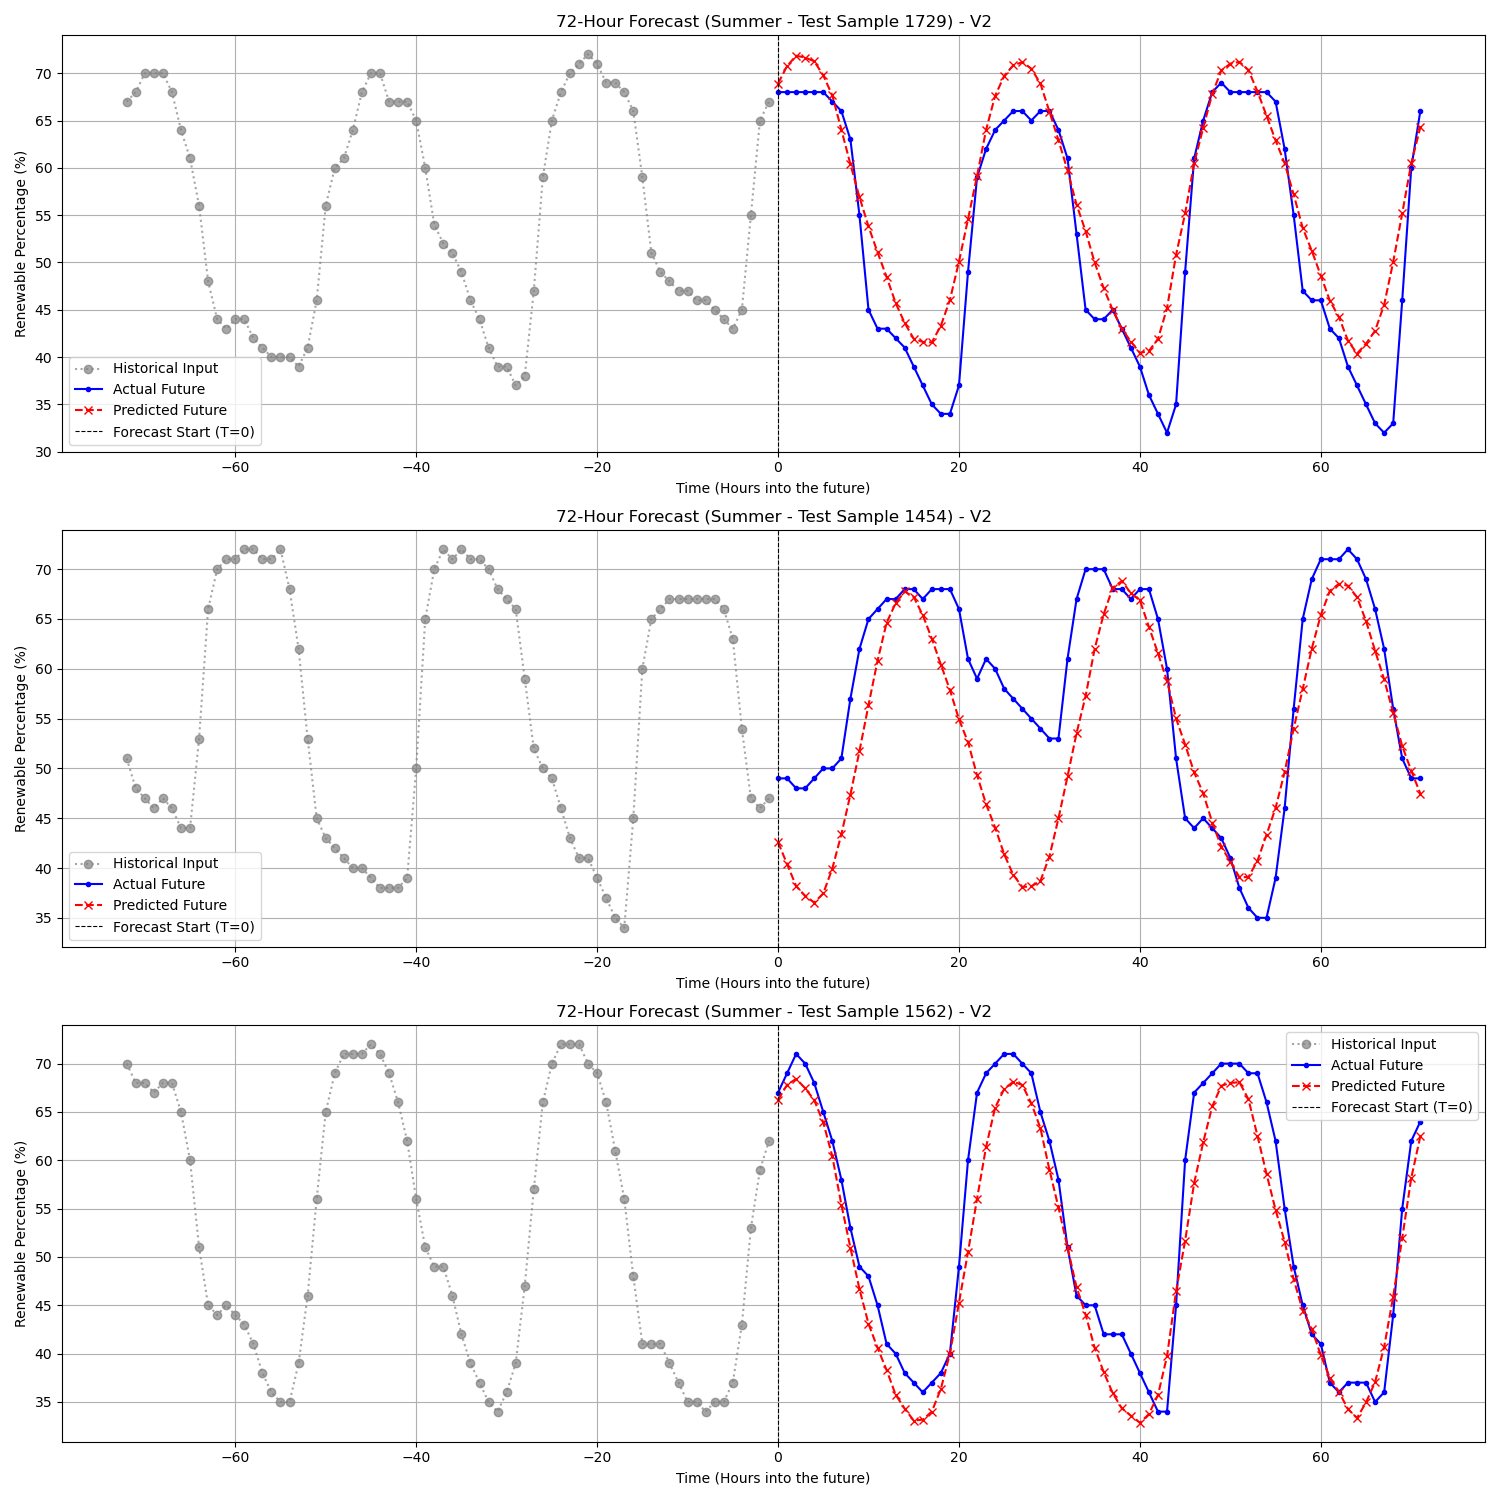 72-Hour Forecast (Summer - Test Sample 1729) - V2
Renewable Percentage (%)
70
65
60
55
50
45
40
35
30
Historical Input
Actual Future
Predicted Future
Forecast Start (T=0)
−60 −40 −20 0 20 40 60
Time (Hours into the future)
72-Hour Forecast (Summer - Test Sample 1454) - V2
Renewable Percentage (%)
70
65
60
55
50
45
40
35
Historical Input
Actual Future
Predicted Future
Forecast Start (T=0)
−60 −40 −20 0 20 40 60
Time (Hours into the future)
72-Hour Forecast (Summer - Test Sample 1562) - V2
Renewable Percentage (%)
70
65
60
55
50
45
40
35
Historical Input
Actual Future
Predicted Future
Forecast Start (T=0)
−60 −40 −20 0 20 40 60
Time (Hours into the future)